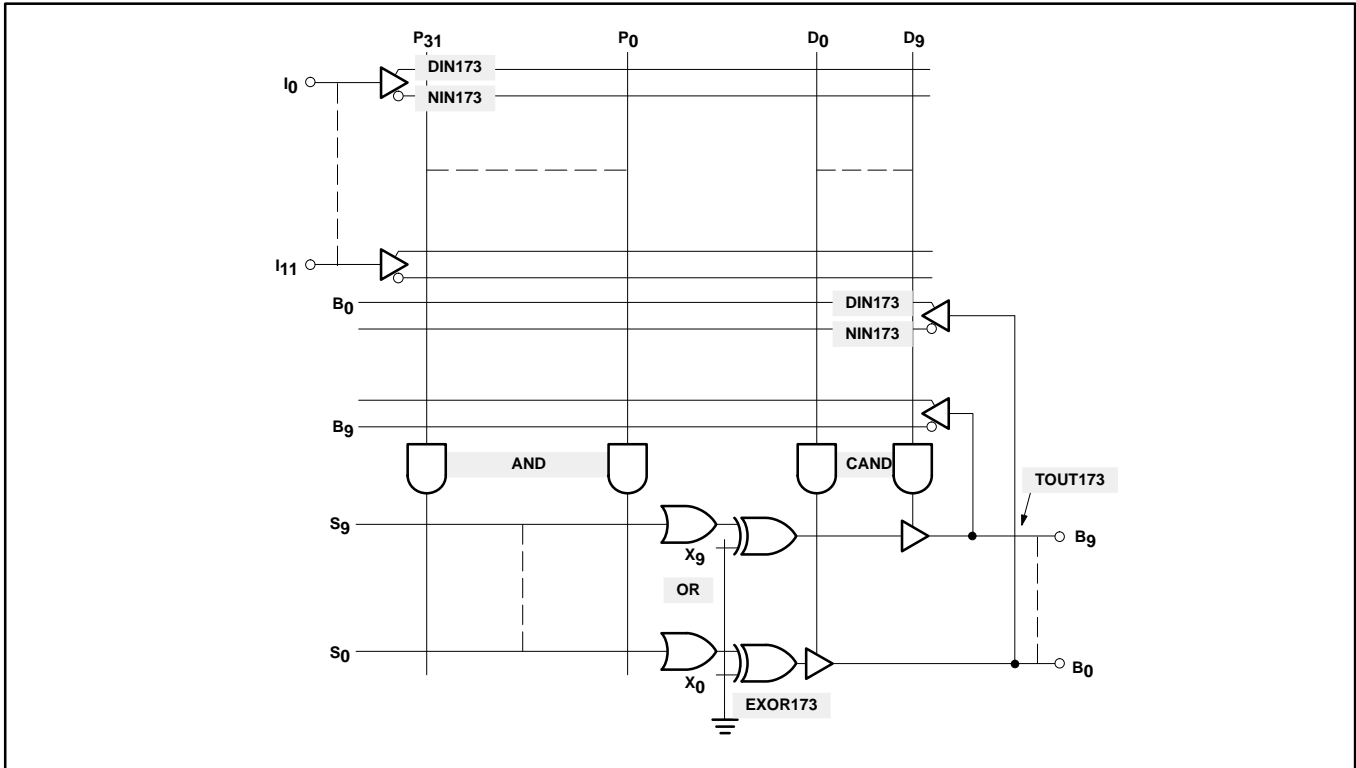 P31 P0 D0 D9
DIN173
I0
NIN173
I11
B0
DIN173
NIN173
B9
AND
CAND
TOUT173
S9
B9
X9
OR
S0
B0
X0
EXOR173